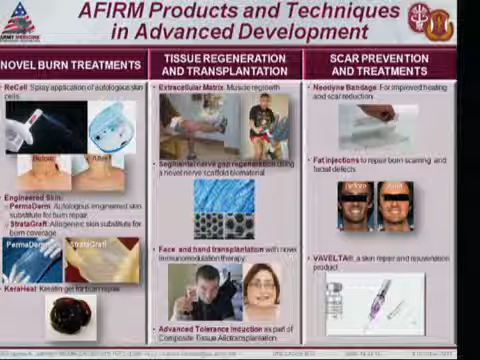 AFIRM Products and Techniques
in Advanced Development
ARMY MEDICINE
NOVEL BURN TREATMENTS
ReCell: Spray application of autologous skin
cells
Before
After
Engineered Skin:
PermaDerm: Autologous engineered skin
substitute for burn repair
StrataGraft: Allogeneic skin substitute for
burn coverage
PermaDerm
StrataGraft
KeraHeal: Keratin gel for burn repair
TISSUE REGENERATION
AND TRANSPLANTATION
Extracellular Matrix: Muscle regrowth
Segmental nerve gap regeneration using
a novel nerve scaffold biomaterial
Face and hand transplantation with novel
immunomodulation therapy
Advanced Tolerance Induction as part of
Composite Tissue Allotransplantation
SCAR PREVENTION
AND TREATMENTS
Neodyne Bandage: For improved healing
and scar reduction
Fat injections to repair burn scarring and
facial defects
Before
After
VAVELTA®, a skin repair and rejuvenation
product